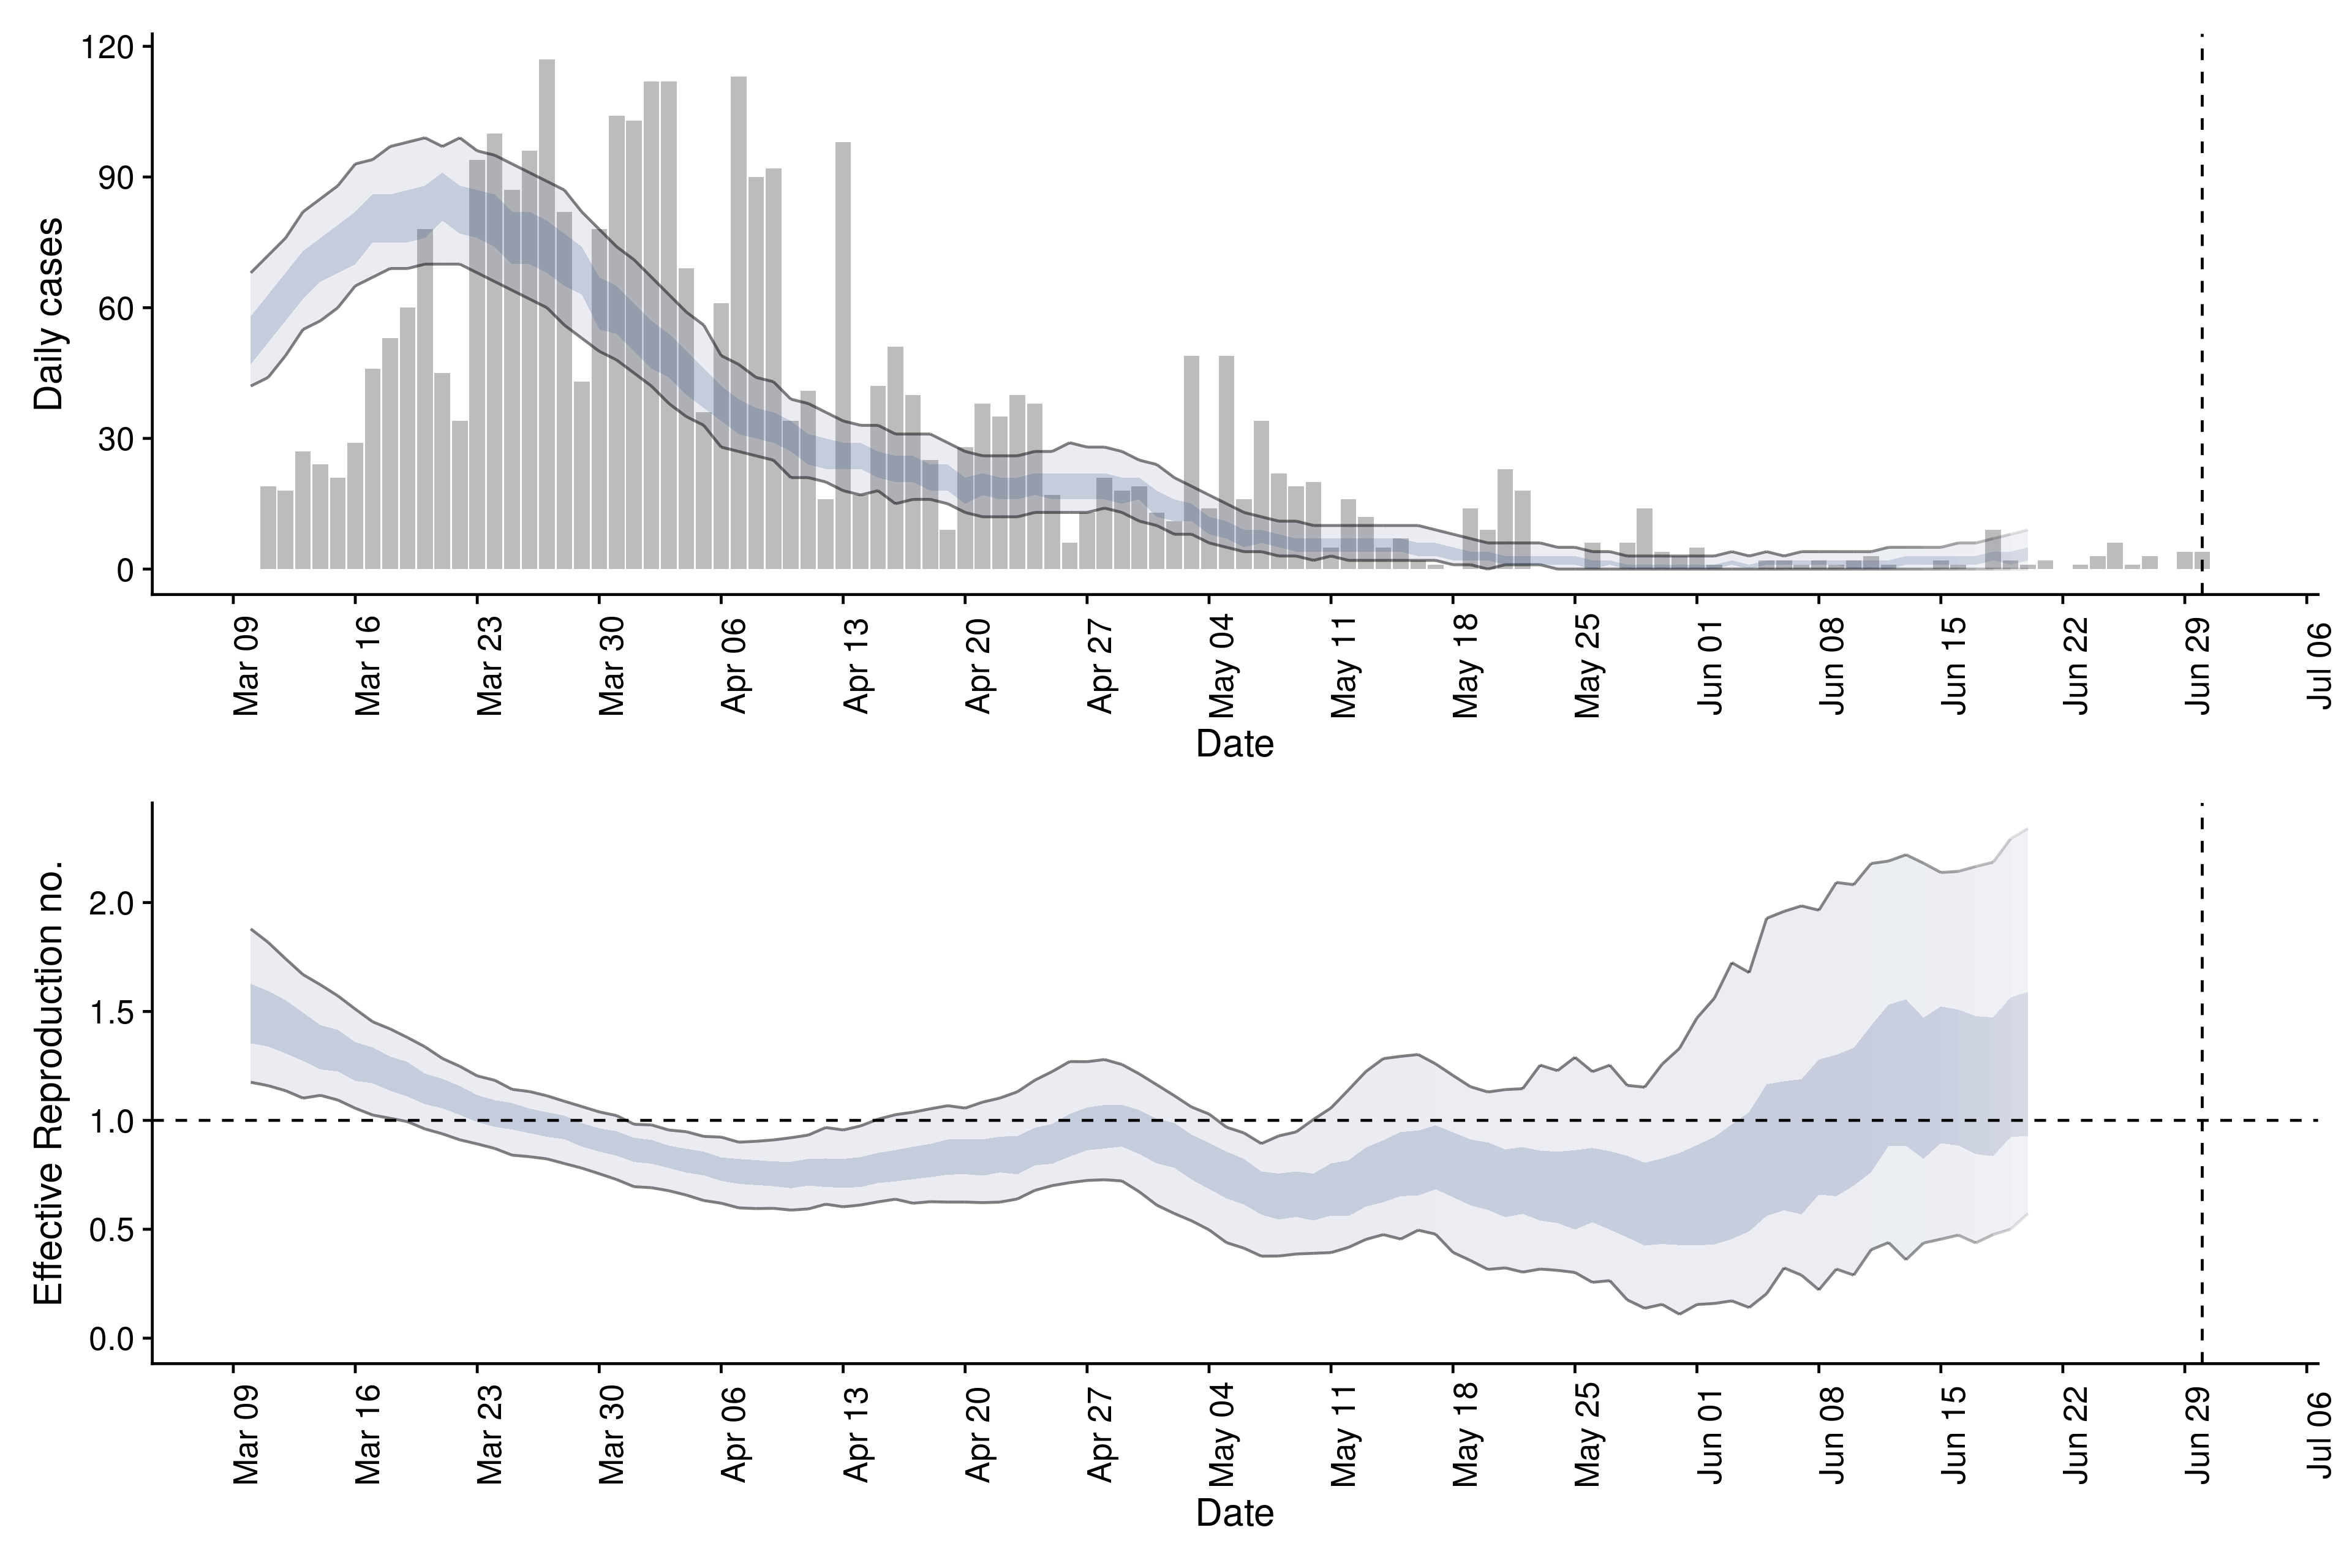 Daily cases
120
90
60
30
0
Mar 09
Mar 16
Mar 23
Mar 30
Apr 06
Apr 13
Apr 20
Apr 27
May 04
May 11
May 18
May 25
Jun 01
Jun 08
Jun 15
Jun 22
Jun 29
Jul 06
Date
Effective Reproduction no.
2.0
1.5
1.0
0.5
0.0
Mar 09
Mar 16
Mar 23
Mar 30
Apr 06
Apr 13
Apr 20
Apr 27
May 04
May 11
May 18
May 25
Jun 01
Jun 08
Jun 15
Jun 22
Jun 29
Jul 06
Date